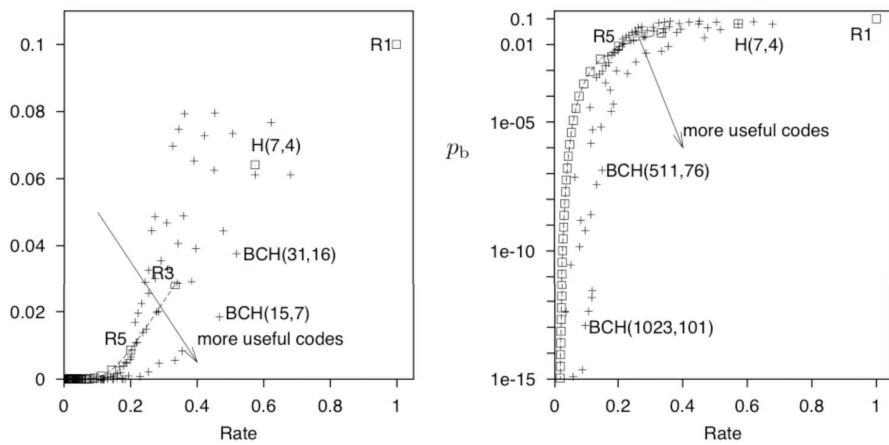 0.1
0.08
0.06
0.04
0.02
0
R1
H(7,4)
BCH(31,16)
R3
BCH(15,7)
R5
more useful codes
0 0.2 0.4 0.6 0.8 1
Rate
p_b
0.1
0.01
1e-05
1e-10
1e-15
R5
R1
H(7,4)
more useful codes
BCH(511,76)
BCH(1023,101)
0 0.2 0.4 0.6 0.8 1
Rate